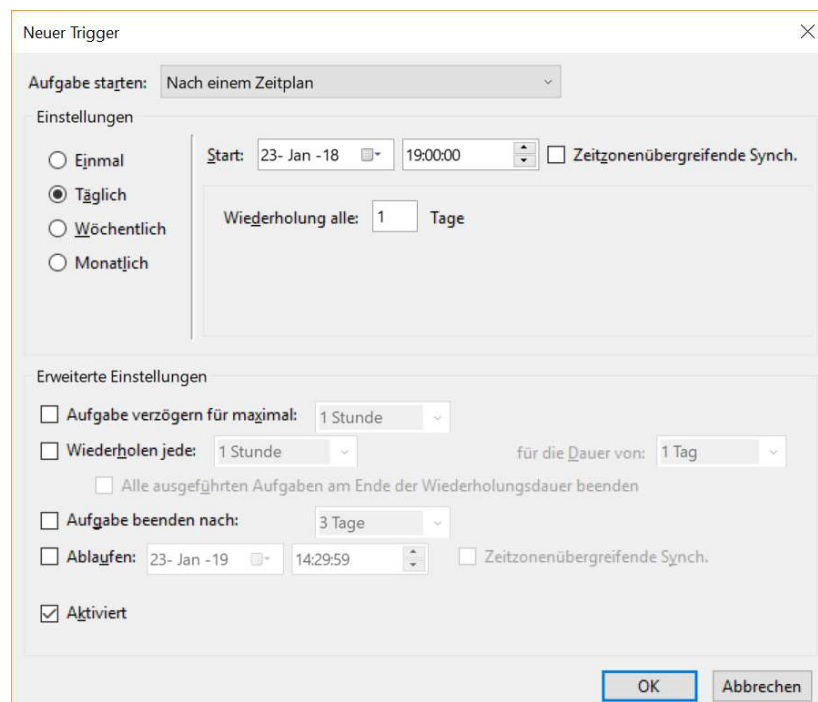 Neuer Trigger
Aufgabe starten: Nach einem Zeitplan
Einstellungen
Einmal
Täglich
Wöchentlich
Monatlich
Start: 23- Jan -18 19:00:00 Zeitzonenübergreifende Synch.
Wiederholung alle: 1 Tage
Erweiterte Einstellungen
Aufgabe verzögern für maximal: 1 Stunde
Wiederholen jede: 1 Stunde für die Dauer von: 1 Tag
Alle ausgeführten Aufgaben am Ende der Wiederholungsdauer beenden
Aufgabe beenden nach: 3 Tage
Ablaufen: 23- Jan -19 14:29:59 Zeitzonenübergreifende Synch.
Aktiviert
OK Abbrechen